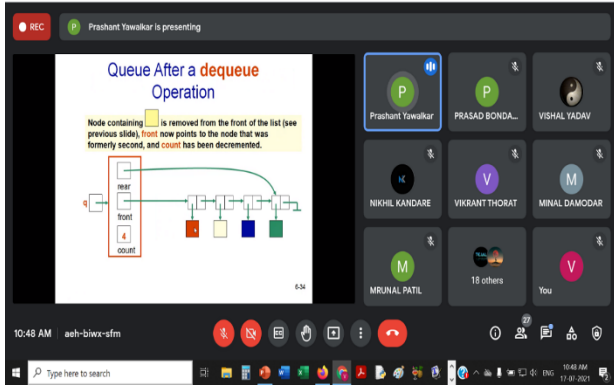 REC
P Prashant Yawalkar is presenting
Queue After a dequeue
Operation
Node containing is removed from the front of the list (see
previous slide), front now points to the node that was
formerly second, and count has been decremented.
q
rear
front
4
count
6-34
P
Prashant Yawalkar
P
PRASAD BONDA...
VISHAL YADAV
NIKHIL KANDARE
V
VIKRANT THORAT
M
MINAL DAMODAR
M
MRUNAL PATIL
18 others
V
You
10:48 AM aeh-biwx-sfm
27
Type here to search
ENG
10:48 AM
17-07-2021